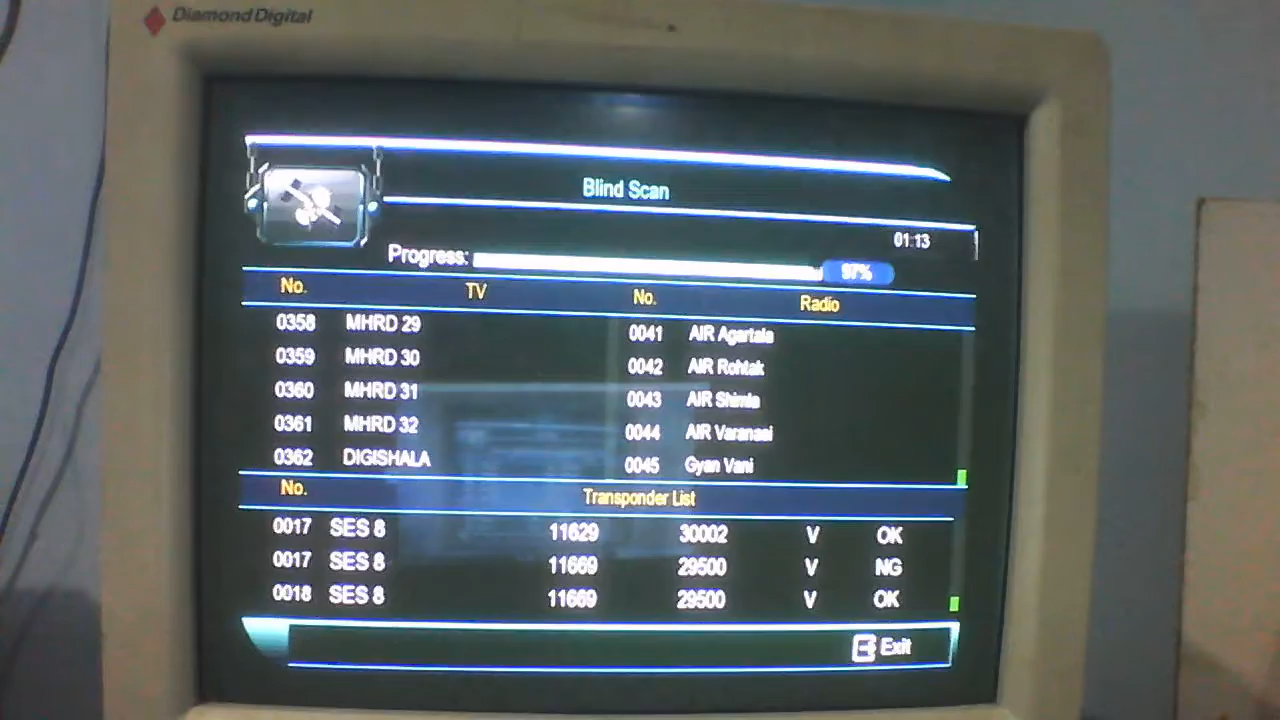 Diamond Digital
Blind Scan
01:13
Progress: 97%
No. TV No. Radio
0358 MHRD 29 0041 AIR Agartala
0359 MHRD 30 0042 AIR Rohtak
0360 MHRD 31 0043 AIR Shimla
0361 MHRD 32 0044 AIR Varanasi
0362 DIGISHALA 0045 Gyan Vani
No. Transponder List
0017 SES 8 11629 30002 V OK
0017 SES 8 11669 29500 V NG
0018 SES 8 11669 29500 V OK
Exit